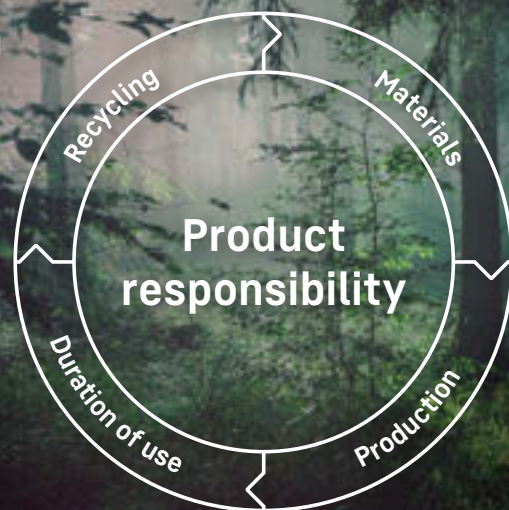 Product
responsibility
Materials
Production
Duration of use
Recycling